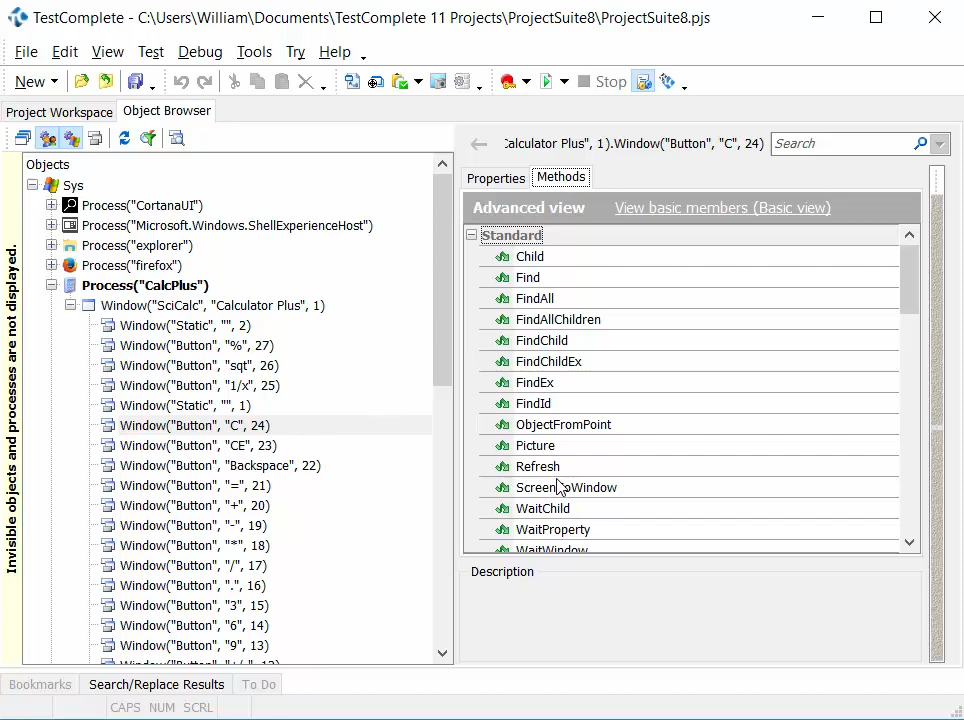 TestComplete - C:\Users\William\Documents\TestComplete 11 Projects\ProjectSuite8\ProjectSuite8.pjs
File Edit View Test Debug Tools Try Help
New Stop
Project Workspace Object Browser
Invisible objects and processes are not displayed.
Objects
Sys
Process("CortanaUI")
Process("Microsoft.Windows.ShellExperienceHost")
Process("explorer")
Process("firefox")
Process("CalcPlus")
Window("SciCalc", "Calculator Plus", 1)
Window("Static", "", 2)
Window("Button", "%", 27)
Window("Button", "sqt", 26)
Window("Button", "1/x", 25)
Window("Static", "", 1)
Window("Button", "C", 24)
Window("Button", "CE", 23)
Window("Button", "Backspace", 22)
Window("Button", "=", 21)
Window("Button", "+", 20)
Window("Button", "-", 19)
Window("Button", "*", 18)
Window("Button", "/", 17)
Window("Button", ".", 16)
Window("Button", "3", 15)
Window("Button", "6", 14)
Window("Button", "9", 13)
alculator Plus", 1).Window("Button", "C", 24) Search
Properties Methods
Advanced view View basic members (Basic view)
Standard
Child
Find
FindAll
FindAllChildren
FindChild
FindChildEx
FindEx
FindId
ObjectFromPoint
Picture
Refresh
ScreenToWindow
WaitChild
WaitProperty
WaitWindow
Description
Bookmarks Search/Replace Results To Do
CAPS NUM SCRL